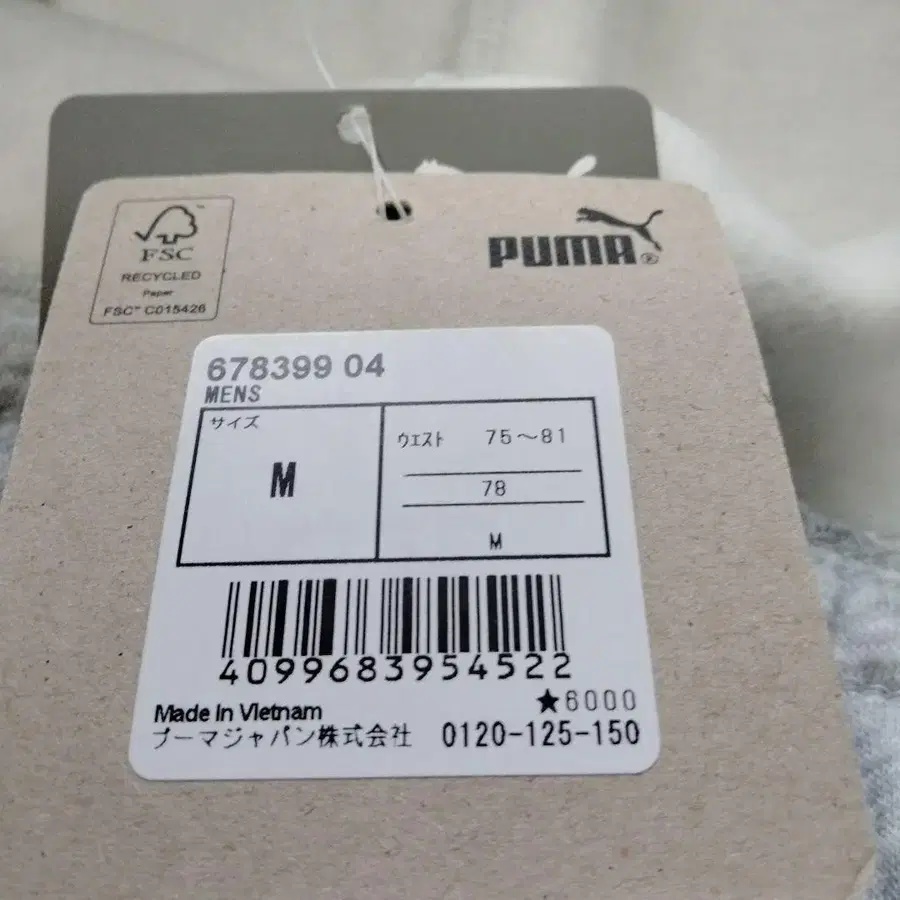 FSC™
RECYCLED
Paper
FSC™ C015426
PUMA®
678399 04
MENS
サイズ
M
ウエスト 75～81
78
M
4099683954522
★6000
Made in Vietnam
プーマジャパン株式会社 0120-125-150